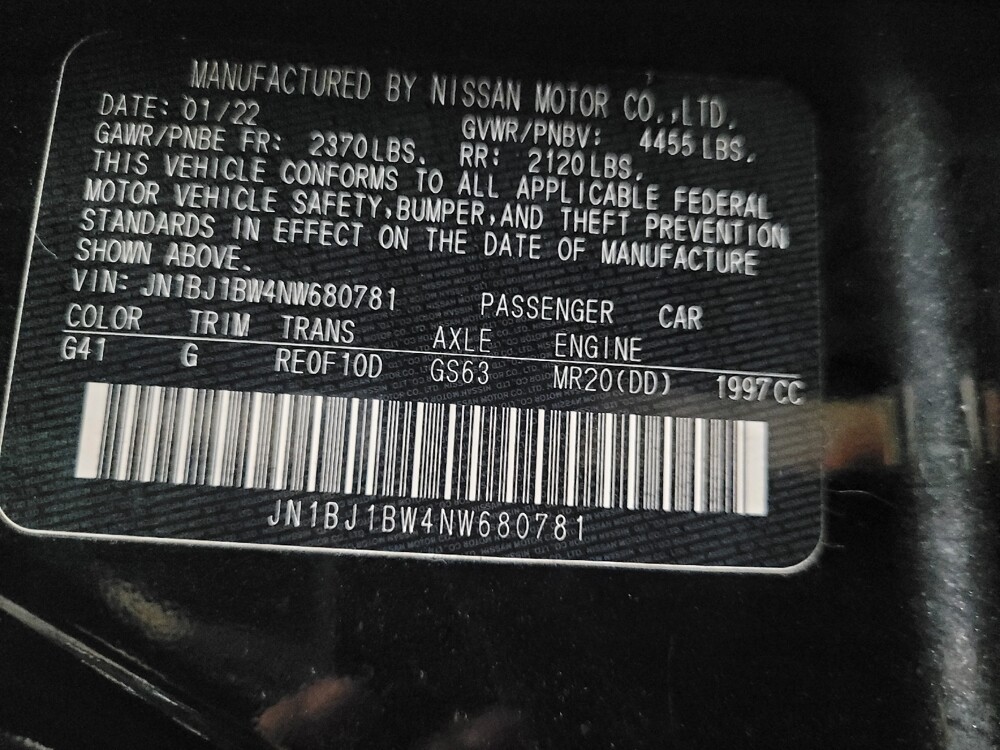 MANUFACTURED BY NISSAN MOTOR CO.,LTD.
DATE: 01/22 GVWR/PNBV: 4455 LBS.
GAWR/PNBE FR: 2370LBS. RR: 2120LBS.
THIS VEHICLE CONFORMS TO ALL APPLICABLE FEDERAL
MOTOR VEHICLE SAFETY,BUMPER,AND THEFT PREVENTION
STANDARDS IN EFFECT ON THE DATE OF MANUFACTURE
SHOWN ABOVE.
VIN: JN1BJ1BW4NW680781 PASSENGER CAR
COLOR TRIM TRANS AXLE ENGINE
G41 G RE0F10D GS63 MR20(DD) 1997CC
JN1BJ1BW4NW680781